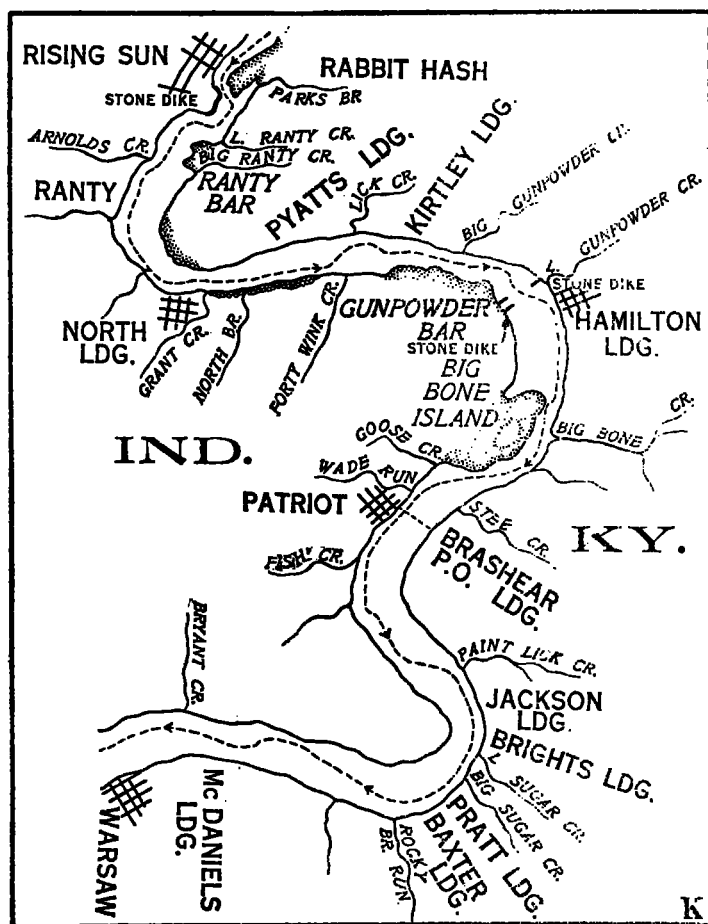 RISING SUN
RABBIT HASH
STONE DIKE
PARKS BR
ARNOLDS CR.
L. RANTY CR.
BIG RANTY CR.
RANTY BAR
RANTY
PYATTS LDG.
LICK CR.
KIRTLEY LDG.
BIG GUNPOWDER CR.
L. GUNPOWDER CR.
STONE DIKE
HAMILTON
LDG.
NORTH
LDG.
GRANT CR.
NORTH BR.
FORTT WINK CR.
GUNPOWDER
BAR
STONE DIKE
BIG
BONE
ISLAND
BIG BONE CR.
GOOSE CR.
IND.
WADE RUN
PATRIOT
STEE CR.
KY.
BRASHEAR
P.O. LDG.
FISH CR.
BRYANT CR.
PAINT LICK CR.
JACKSON
LDG.
BRIGHTS LDG.
L. SUGAR CR.
BIG SUGAR CR.
PRATT LDG.
BAXTER
LDG.
ROCKY
BR. RUN
Mc DANIELS
LDG.
WARSAW
K